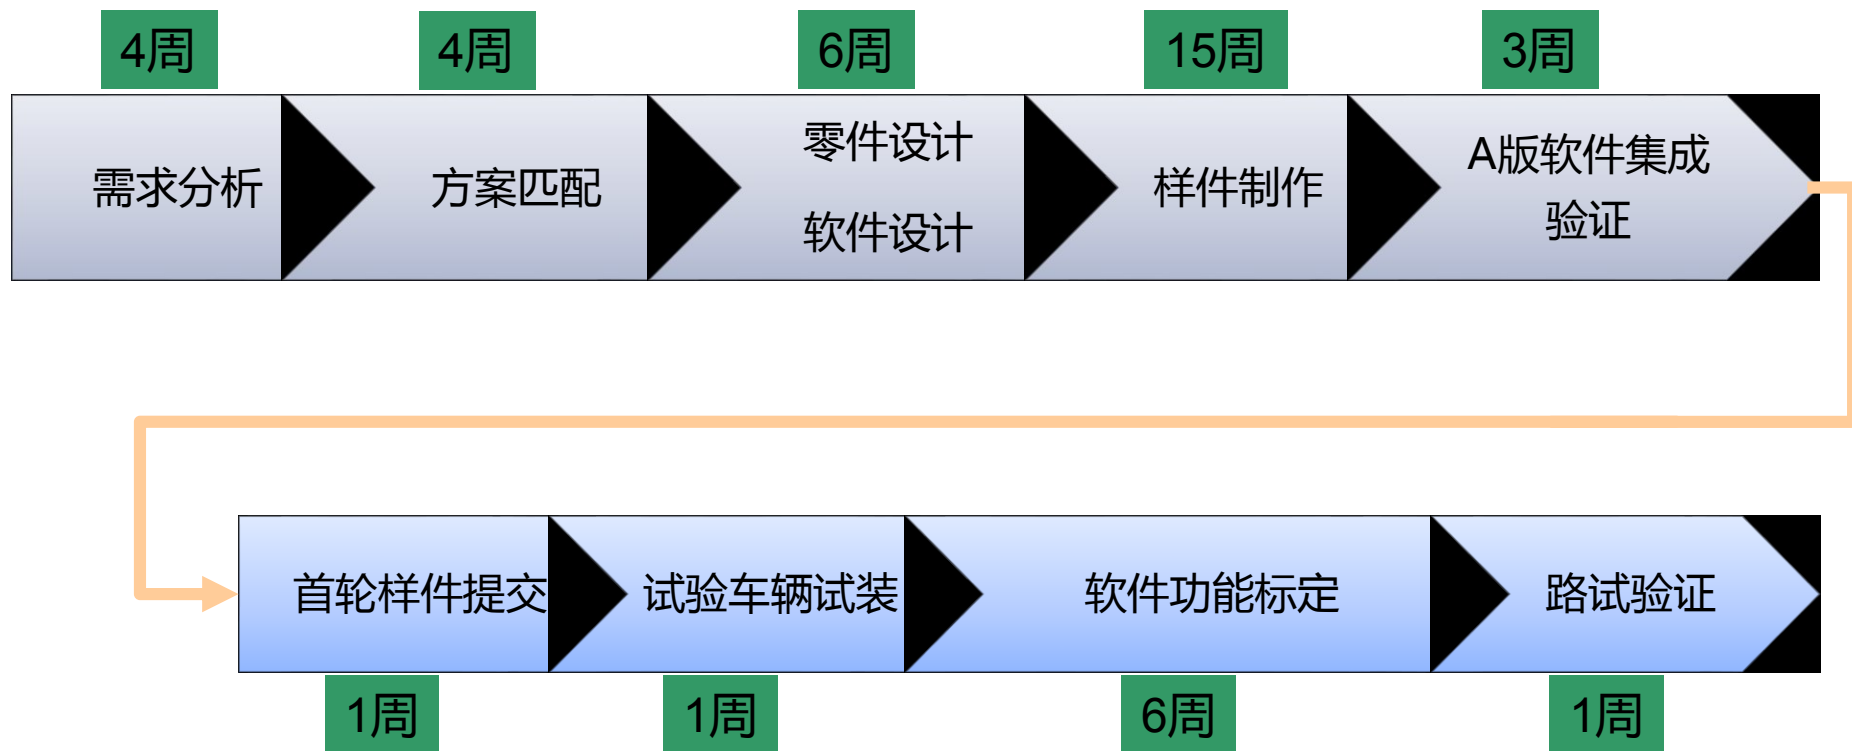 4周
4周
6周
15周
3周
需求分析
方案匹配
零件设计
软件设计
样件制作
A版软件集成
验证
首轮样件提交
试验车辆试装
软件功能标定
路试验证
1周
1周
6周
1周